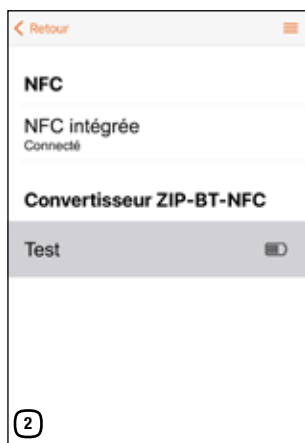 Retour
NFC
NFC intégrée
Connecté
Convertisseur ZIP-BT-NFC
Test
2